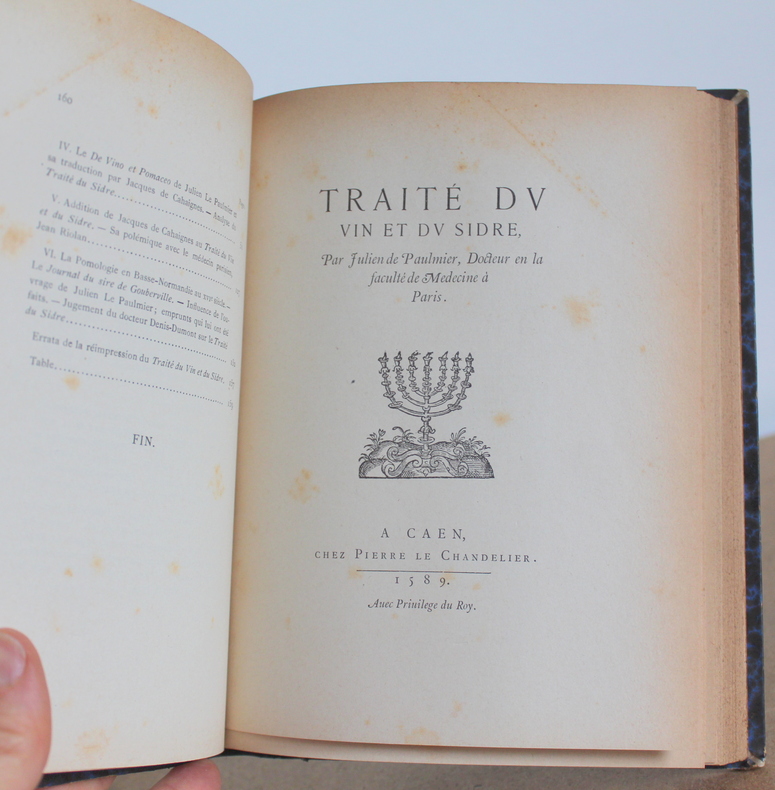 160
IV. Le De Vino et Pomaceo de Julien Le Paulmier et
sa traduction par Jacques de Cahaignes. — Analyse du
Traité du Sidre
V. Addition de Jacques de Cahaignes au Traité du Vin
et du Sidre. — Sa polémique avec le médecin parisien
Jean Riolan
VI. La Pomologie en Basse-Normandie au XVIe siècle. —
Le Journal du sire de Gouberville. — Influence de l'ou-
vrage de Julien Le Paulmier; emprunts qui lui ont été
faits. — Jugement du docteur Denis-Dumont sur le Traité
du Sidre
Errata de la réimpression du Traité du Vin et du Sidre.
Table
FIN.
TRAITÉ DV
VIN ET DV SIDRE,
Par Julien de Paulmier, Docteur en la
faculté de Medecine à
Paris.
A CAEN,
CHEZ PIERRE LE CHANDELIER.
1589.
Auec Priuilege du Roy.